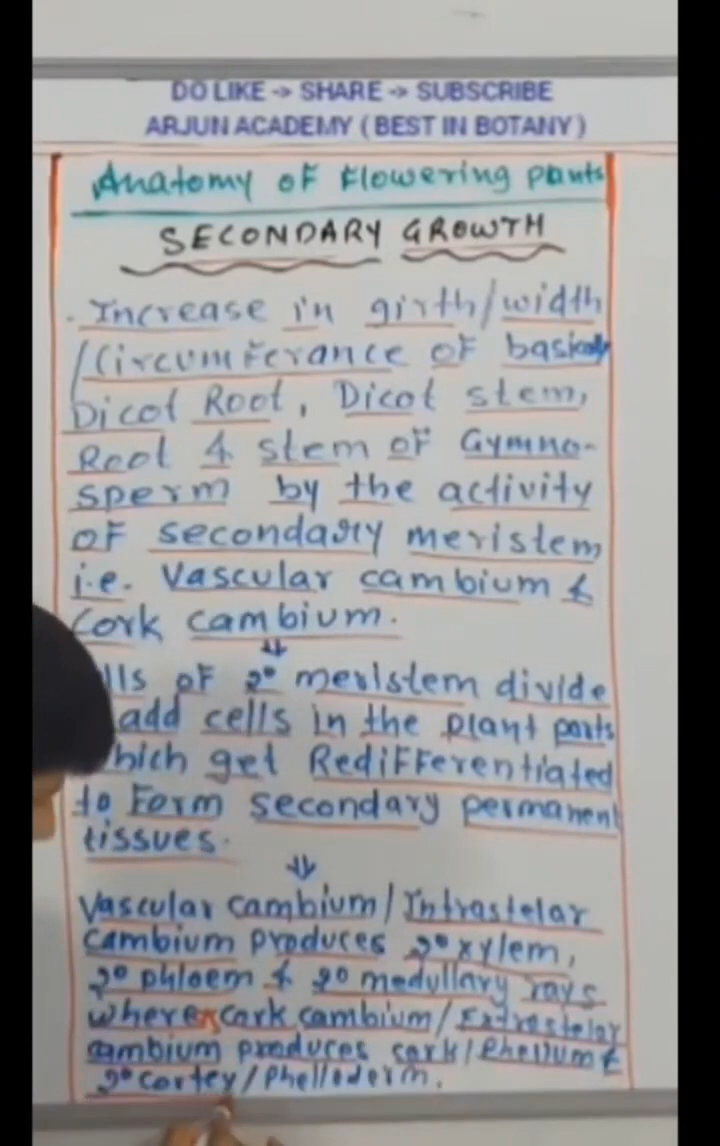 DO LIKE → SHARE → SUBSCRIBE
ARJUN ACADEMY ( BEST IN BOTANY )
Anatomy of Flowering plants
SECONDARY GROWTH
. Increase in girth/width
/Circumferance of basically
Dicot Root, Dicot stem,
Root & stem of Gymno-
sperm by the activity
of secondary meristem
i.e. Vascular cambium &
Cork cambium.
↓
lls of 2° meristem divide
add cells in the plant parts
hich get Redifferentiated
to Form secondary permanent
tissues.
↓
Vascular cambium/Intrastelar
cambium produces 2° xylem,
2° phloem & 2° medullary rays
whereas cork cambium/Extrastelar
cambium produces cork/Phellum &
2° cortex/Phelloderm.